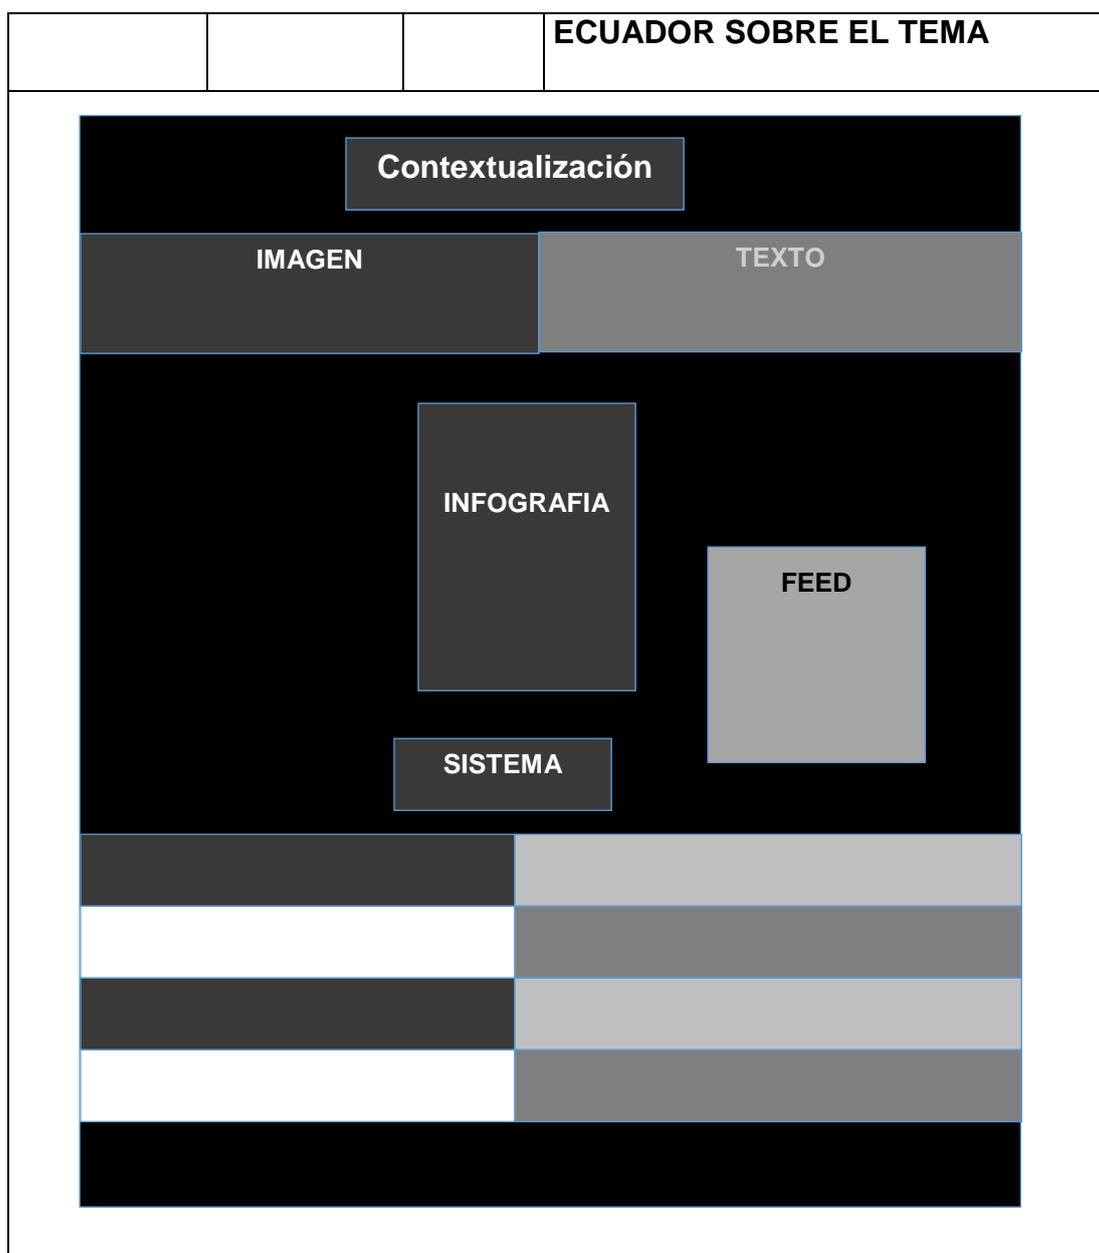 ECUADOR SOBRE EL TEMA
Contextualización
IMAGEN
TEXTO
INFOGRAFIA
FEED
SISTEMA